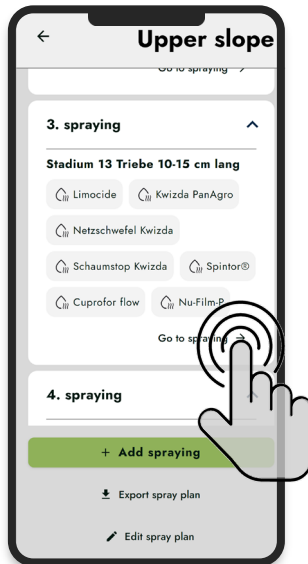 Upper slope
Go to spraying
3. spraying
Stadium 13 Triebe 10-15 cm lang
Limocide Kwizda PanAgro
Netzschwefel Kwizda
Schaumstop Kwizda Spintor®
Cuprofor flow Nu-Film-P
Go to spraying
4. spraying
+ Add spraying
Export spray plan
Edit spray plan